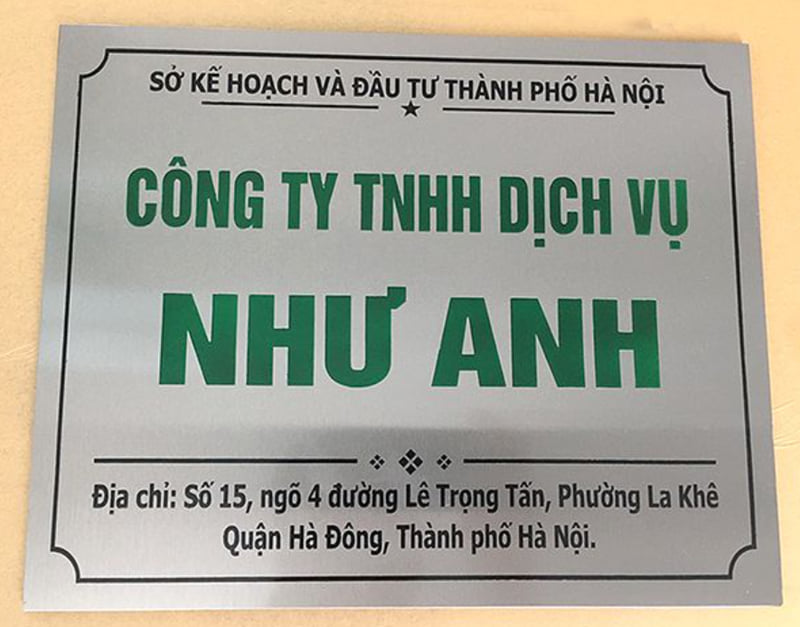 SỞ KẾ HOẠCH VÀ ĐẦU TƯ THÀNH PHỐ HÀ NỘI
CÔNG TY TNHH DỊCH VỤ
NHƯ ANH
Địa chỉ: Số 15, ngõ 4 đường Lê Trọng Tấn, Phường La Khê
Quận Hà Đông, Thành phố Hà Nội.